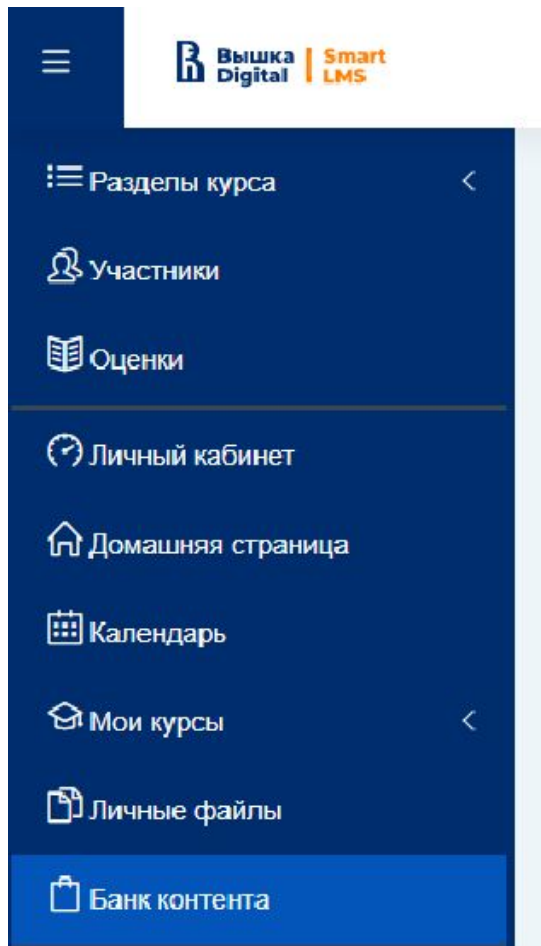 Вышка | Smart
Digital | LMS
Разделы курса
Участники
Оценки
Личный кабинет
Домашняя страница
Календарь
Мои курсы
Личные файлы
Банк контента